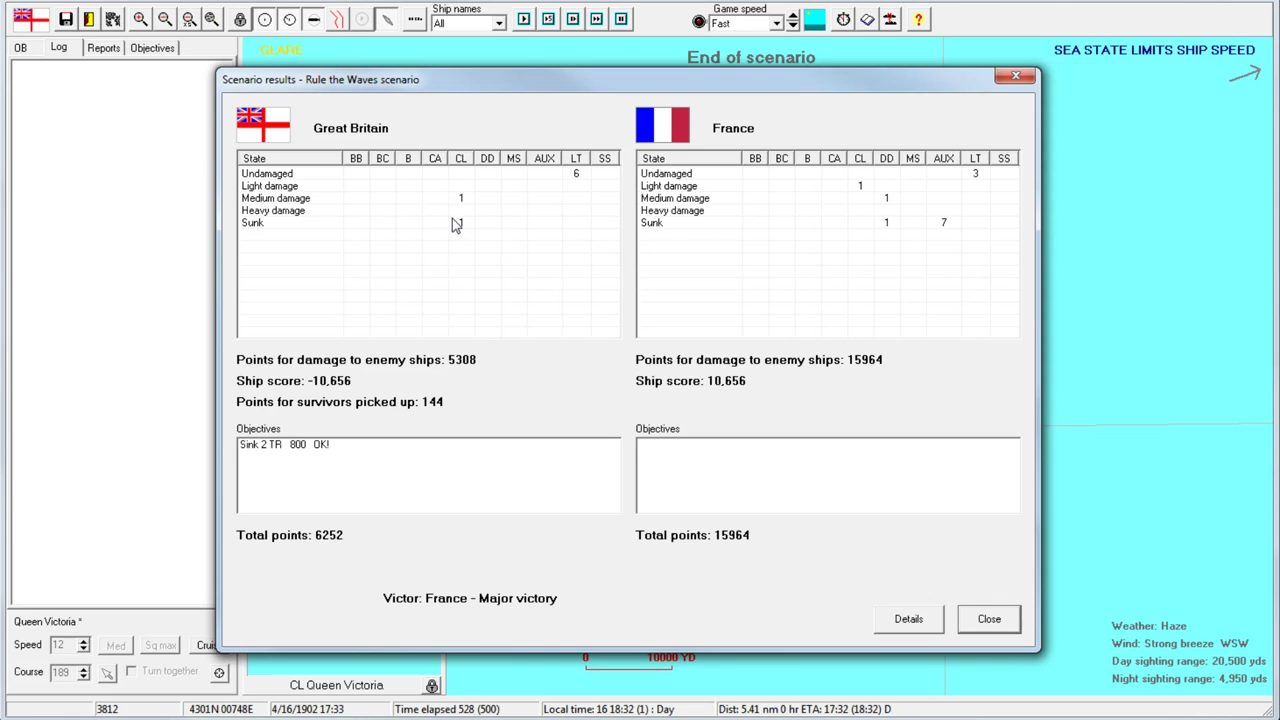 Ship names
All
Game speed
Fast
OB Log Reports Objectives
GLARE
End of scenario
SEA STATE LIMITS SHIP SPEED
Scenario results - Rule the Waves scenario
Great Britain
State BB BC B CA CL DD MS AUX LT SS
Undamaged 6
Light damage
Medium damage 1
Heavy damage
Sunk
Points for damage to enemy ships: 5308
Ship score: -10,656
Points for survivors picked up: 144
Objectives
Sink 2 TR 800 OK!
Total points: 6252
France
State BB BC B CA CL DD MS AUX LT SS
Undamaged 3
Light damage 1
Medium damage 1
Heavy damage
Sunk 1 7
Points for damage to enemy ships: 15964
Ship score: 10,656
Objectives
Total points: 15964
Victor: France - Major victory
Details Close
Queen Victoria *
Speed 12 Med Sq max Crui
Course 189 Turn together
0 10000 YD
CL Queen Victoria
Weather: Haze
Wind: Strong breeze WSW
Day sighting range: 20,500 yds
Night sighting range: 4,950 yds
3812 4301N 00748E 4/16/1902 17:33 Time elapsed 528 (500) Local time: 16 18:32 (1) : Day Dist: 5.41 nm 0 hr ETA: 17:32 (18:32) D